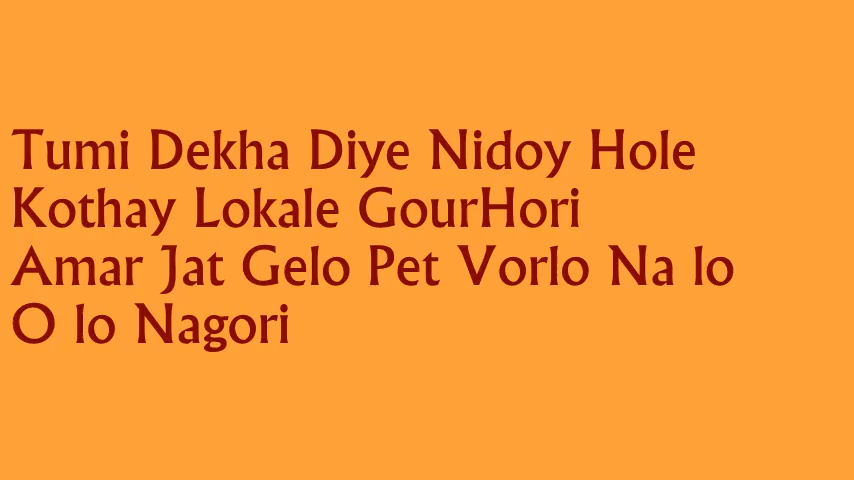 Tumi Dekha Diye Nidoy Hole
Kothay Lokale GourHori
Amar Jat Gelo Pet Vorlo Na lo
O lo Nagori